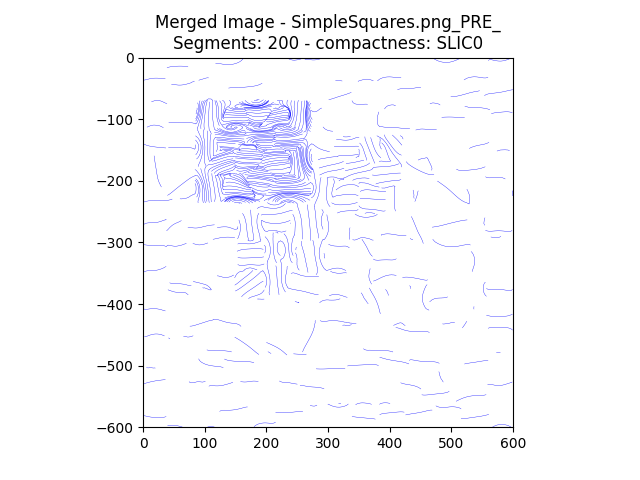 Merged Image - SimpleSquares.png_PRE_
Segments: 200 - compactness: SLIC0
0
−100
−200
−300
−400
−500
−600
0 100 200 300 400 500 600